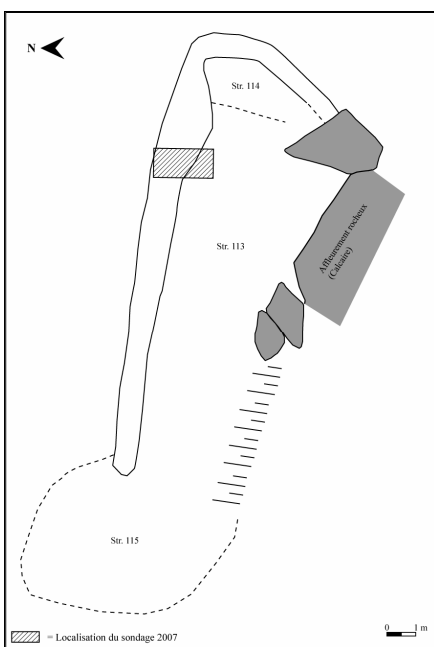 N
Str. 114
Str. 113
Affleurement rocheux
(Calcaire)
Str. 115
= Localisation du sondage 2007
0 1 m